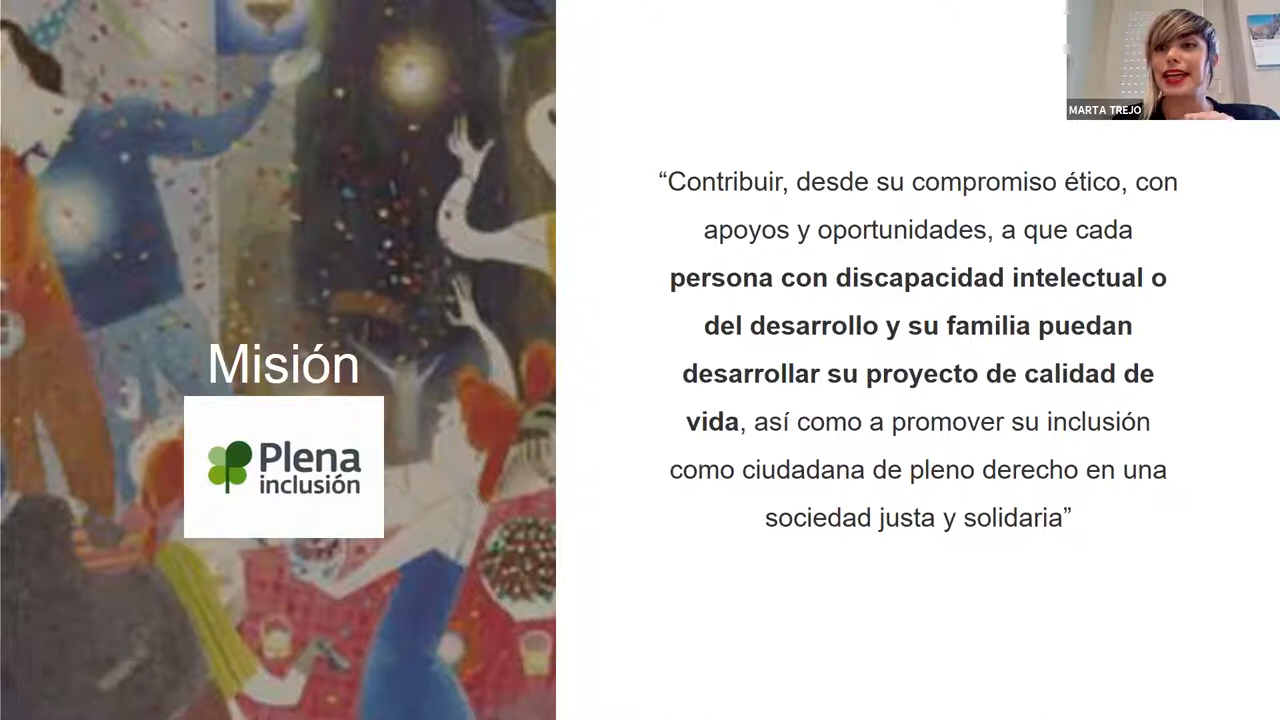 MARTA TREJO
Misión
Plena
inclusión
“Contribuir, desde su compromiso ético, con
apoyos y oportunidades, a que cada
persona con discapacidad intelectual o
del desarrollo y su familia puedan
desarrollar su proyecto de calidad de
vida, así como a promover su inclusión
como ciudadana de pleno derecho en una
sociedad justa y solidaria”